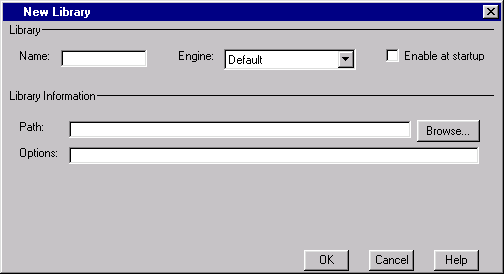 New Library
Library
Name: Engine: Default Enable at startup
Library Information
Path: Browse...
Options:
OK Cancel Help